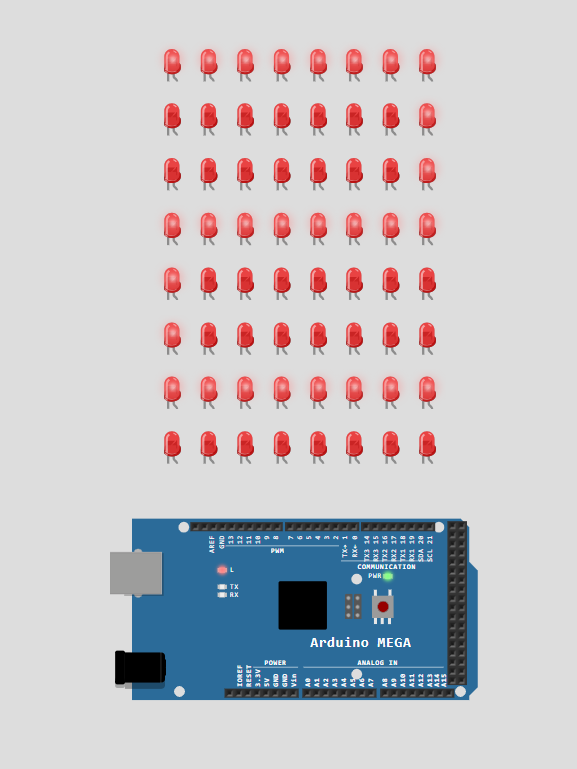 AREF
GND
13
12
11
10
9
8
7
6
5
4
3
2
TX→ 1
RX← 0
TX3 14
RX3 15
TX2 16
RX2 17
TX1 18
RX1 19
SDA 20
SCL 21
PWM
COMMUNICATION
L
PWR
TX
RX
Arduino MEGA
POWER
ANALOG IN
IOREF
RESET
3.3V
5V
GND
GND
Vin
A0
A1
A2
A3
A4
A5
A6
A7
A8
A9
A10
A11
A12
A13
A14
A15